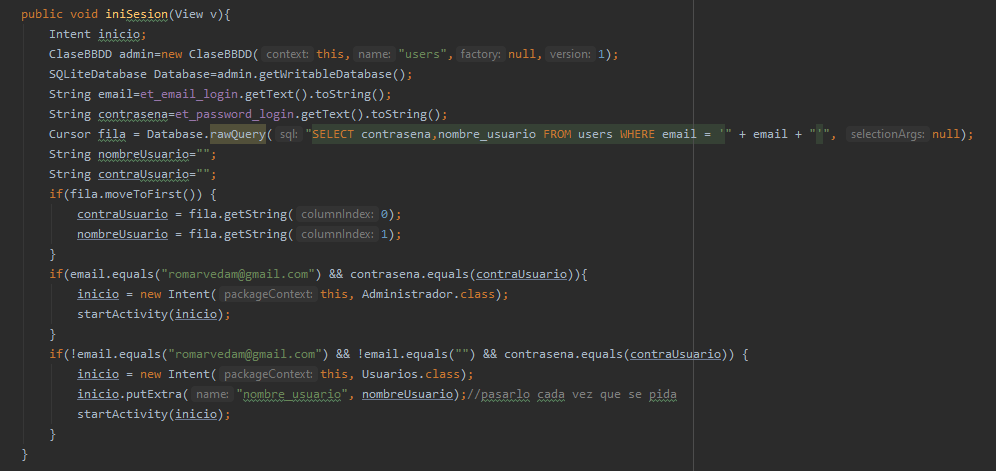 public void iniSesion(View v){
Intent inicio;
ClaseBBDD admin=new ClaseBBDD( context: this, name: "users", factory: null, version: 1);
SQLiteDatabase Database=admin.getWritableDatabase();
String email=et_email_login.getText().toString();
String contrasena=et_password_login.getText().toString();
Cursor fila = Database.rawQuery( sql: "SELECT contrasena,nombre_usuario FROM users WHERE email = '" + email + "'", selectionArgs: null);
String nombreUsuario="";
String contraUsuario="";
if(fila.moveToFirst()) {
contraUsuario = fila.getString( columnIndex: 0);
nombreUsuario = fila.getString( columnIndex: 1);
}
if(email.equals("romarvedam@gmail.com") && contrasena.equals(contraUsuario)){
inicio = new Intent( packageContext: this, Administrador.class);
startActivity(inicio);
}
if(!email.equals("romarvedam@gmail.com") && !email.equals("") && contrasena.equals(contraUsuario)) {
inicio = new Intent( packageContext: this, Usuarios.class);
inicio.putExtra( name: "nombre_usuario", nombreUsuario);//pasarlo cada vez que se pida
startActivity(inicio);
}
}